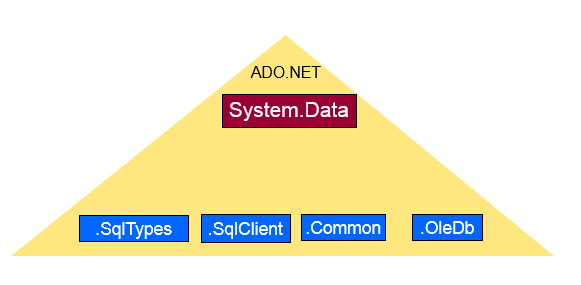 ADO.NET
System.Data
.SqlTypes
.SqlClient
.Common
.OleDb